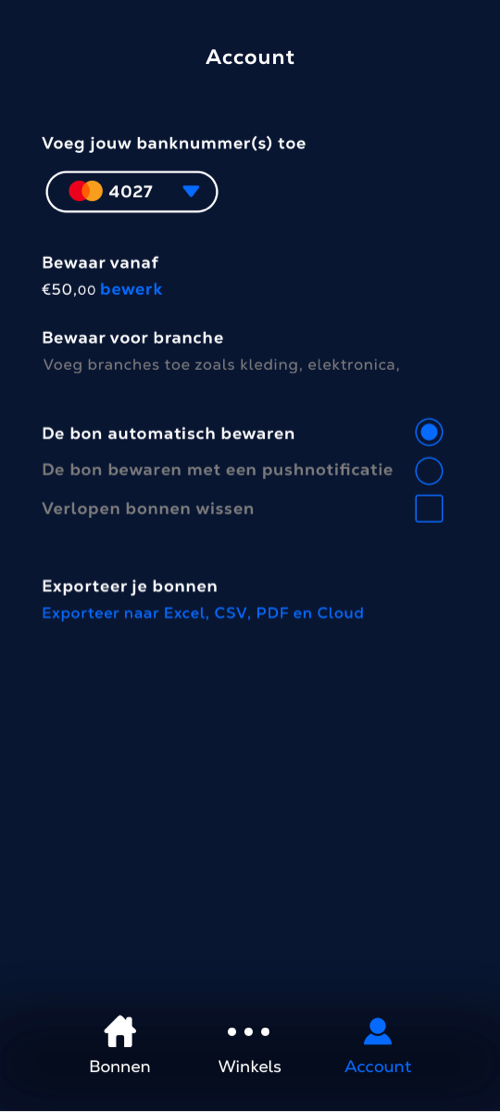 Account
Voeg jouw banknummer(s) toe
4027
Bewaar vanaf
€50,00 bewerk
Bewaar voor branche
Voeg branches toe zoals kleding, elektronica,
De bon automatisch bewaren
De bon bewaren met een pushnotificatie
Verlopen bonnen wissen
Exporteer je bonnen
Exporteer naar Excel, CSV, PDF en Cloud
Bonnen Winkels Account